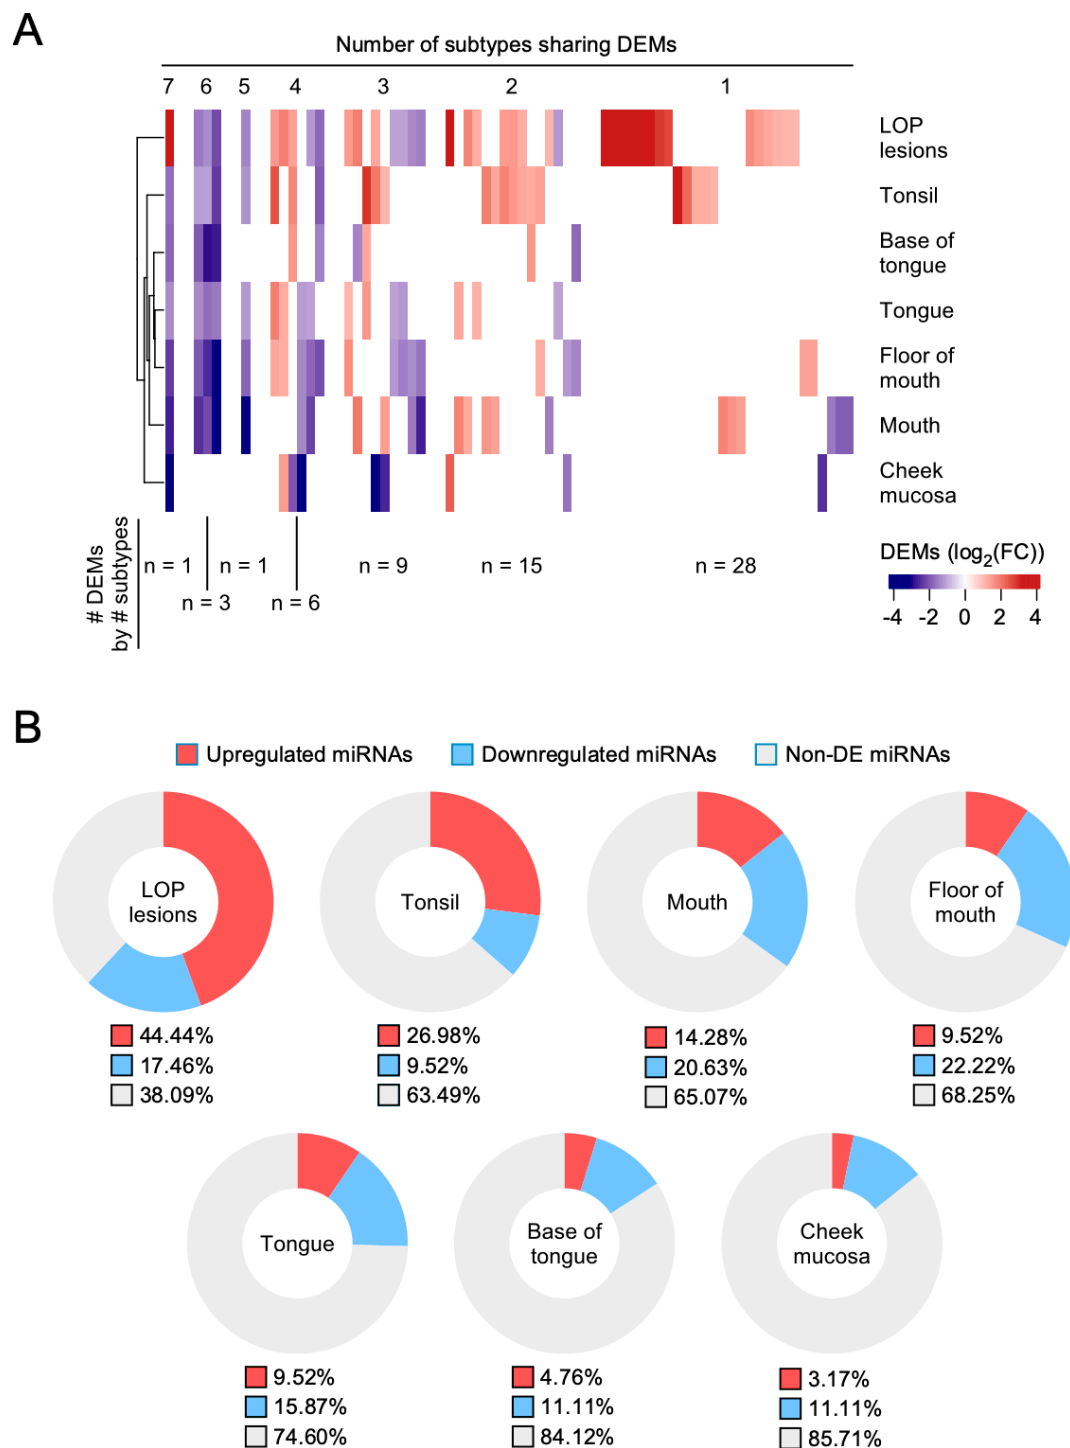 A
Number of subtypes sharing DEMs
7 6 5 4 3 2 1
LOP
lesions
Tonsil
Base of
tongue
Tongue
Floor of
mouth
Mouth
Cheek
mucosa
# DEMs
by # subtypes
n = 1 n = 1 n = 9 n = 15 n = 28
n = 3 n = 6
DEMs (log2(FC))
-4 -2 0 2 4
B
Upregulated miRNAs Downregulated miRNAs Non-DE miRNAs
LOP
lesions
44.44%
17.46%
38.09%
Tonsil
26.98%
9.52%
63.49%
Mouth
14.28%
20.63%
65.07%
Floor of
mouth
9.52%
22.22%
68.25%
Tongue
9.52%
15.87%
74.60%
Base of
tongue
4.76%
11.11%
84.12%
Cheek
mucosa
3.17%
11.11%
85.71%